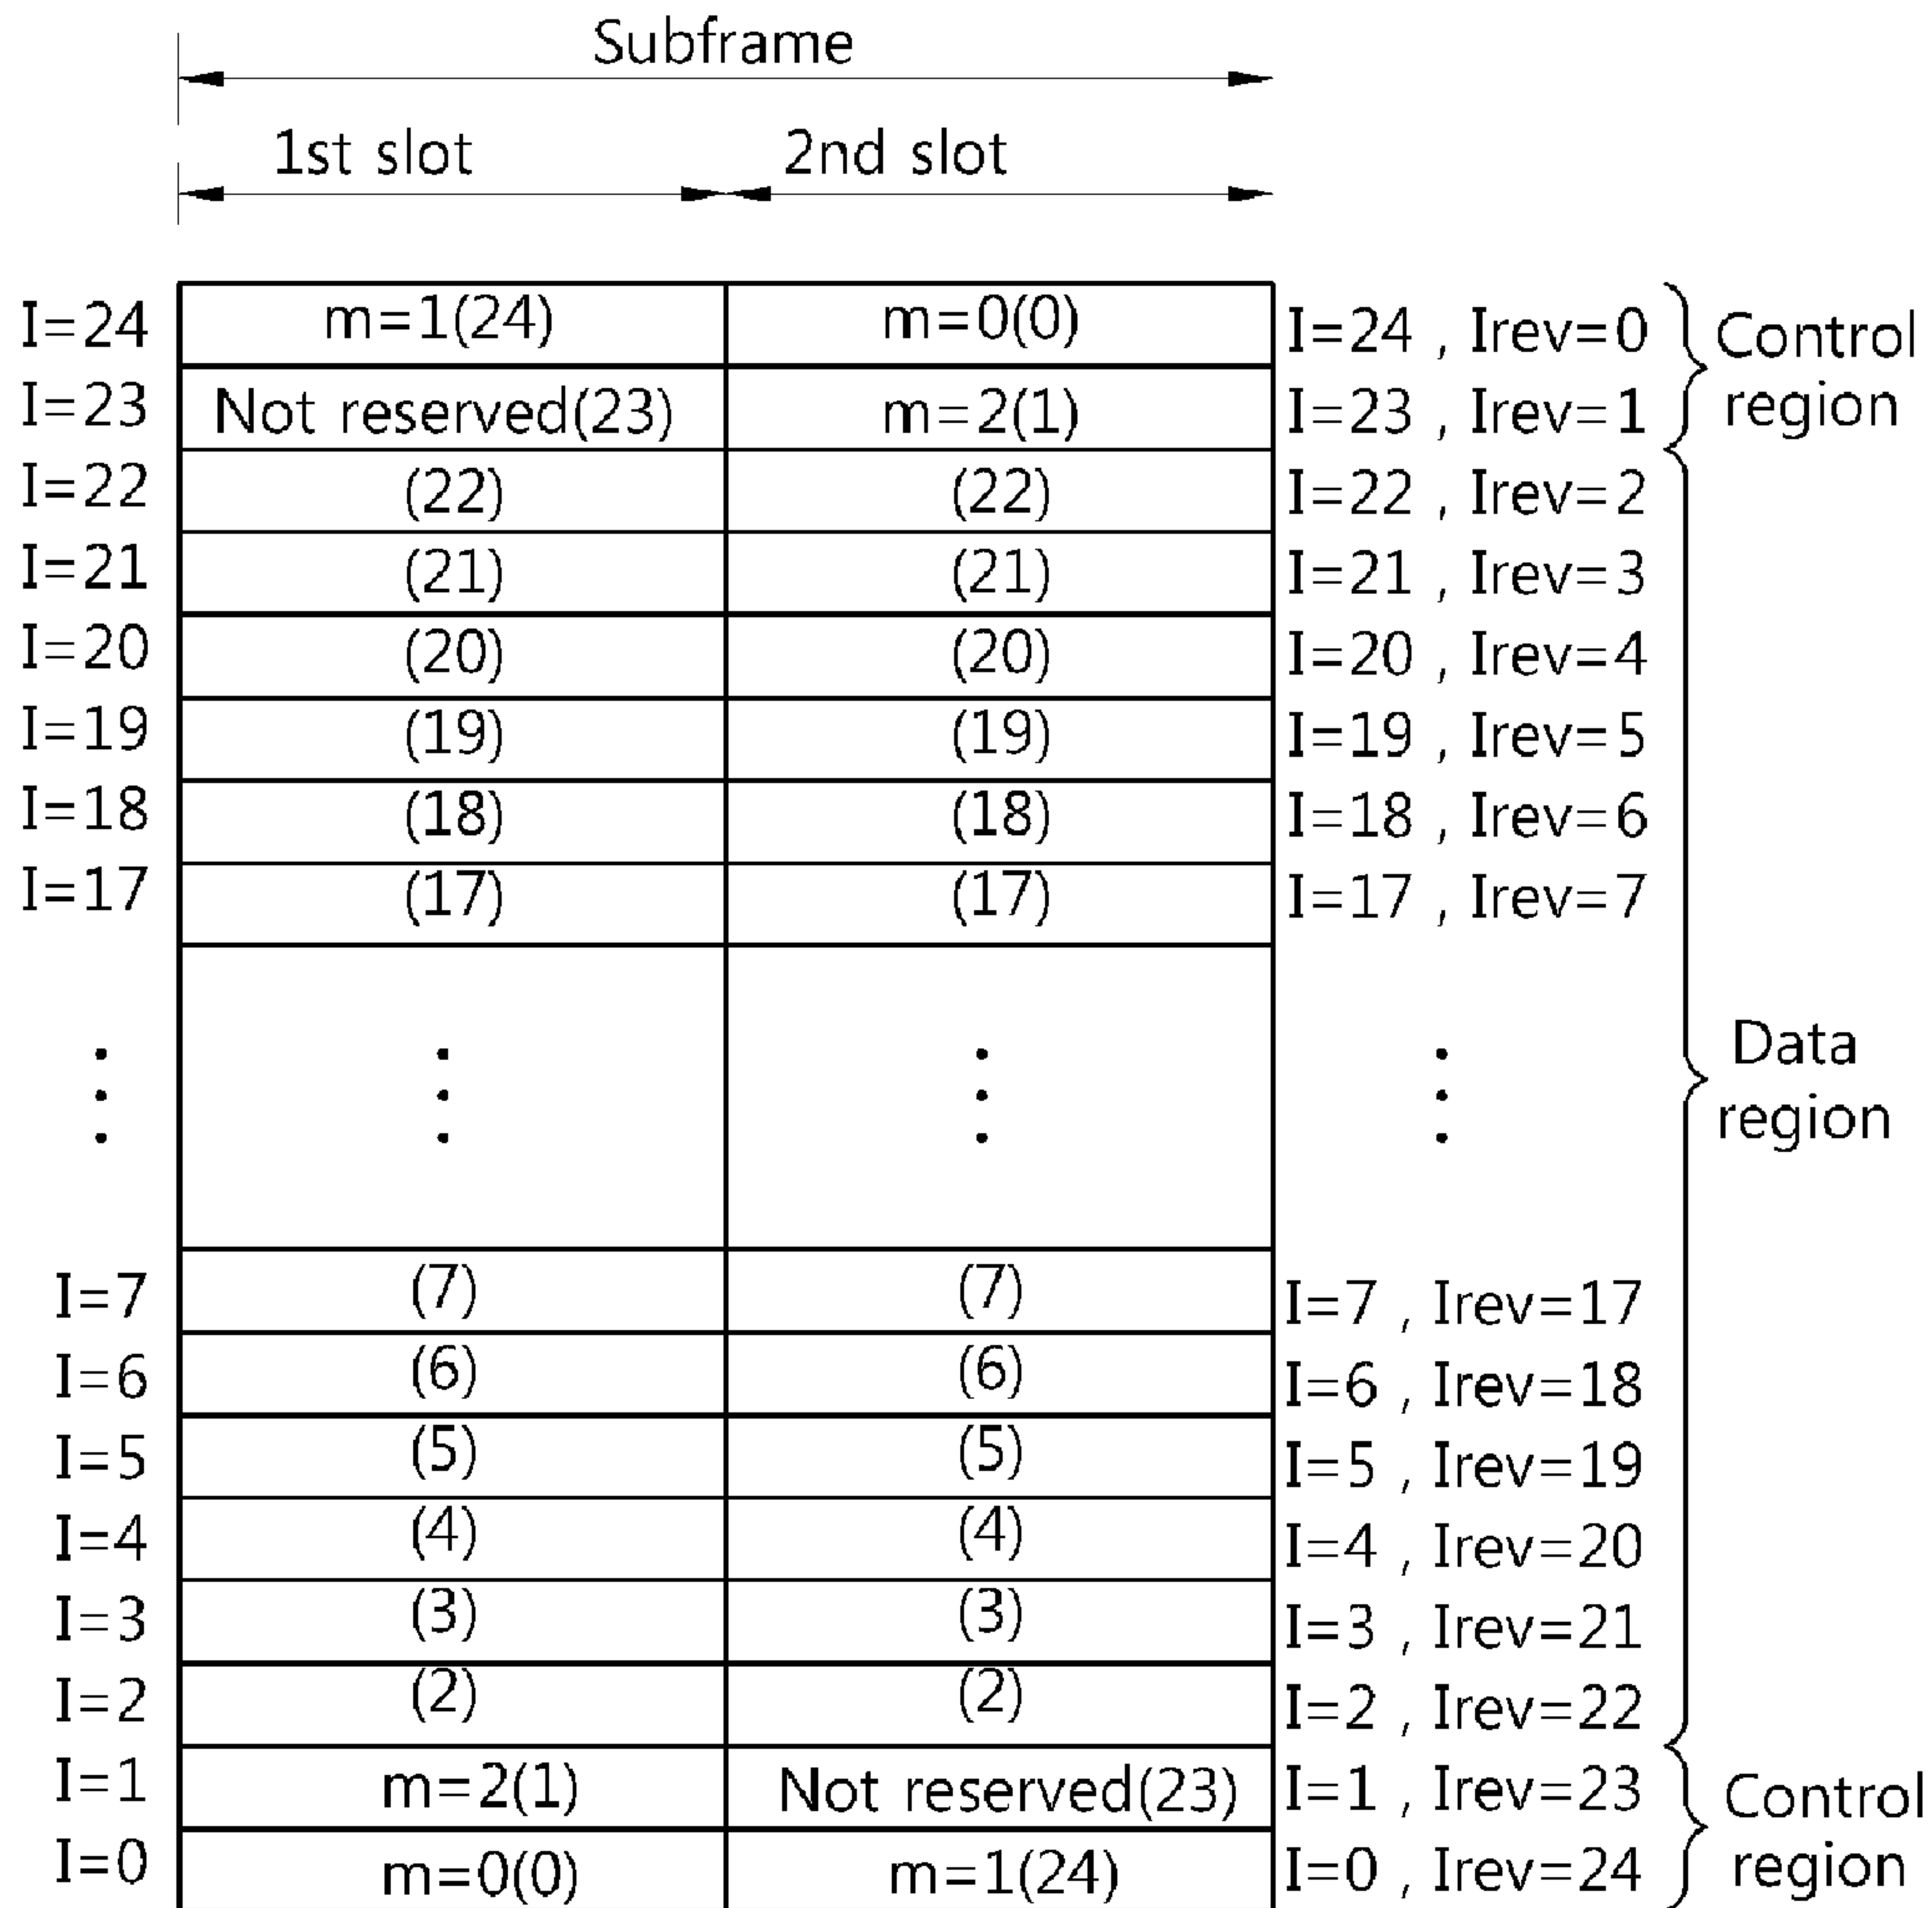 Subframe
1st slot 2nd slot
I=24 m=1(24) m=0(0) I=24 , Irev=0
Control region
I=23 Not reserved(23) m=2(1) I=23 , Irev=1
I=22 (22) (22) I=22 , Irev=2
I=21 (21) (21) I=21 , Irev=3
I=20 (20) (20) I=20 , Irev=4
I=19 (19) (19) I=19 , Irev=5
I=18 (18) (18) I=18 , Irev=6
I=17 (17) (17) I=17 , Irev=7
Data
region
I=7 (7) (7) I=7 , Irev=17
I=6 (6) (6) I=6 , Irev=18
I=5 (5) (5) I=5 , Irev=19
I=4 (4) (4) I=4 , Irev=20
I=3 (3) (3) I=3 , Irev=21
I=2 (2) (2) I=2 , Irev=22
I=1 m=2(1) Not reserved(23) I=1 , Irev=23 Control
I=0 m=0(0) m=1(24) I=0 , Irev=24 region